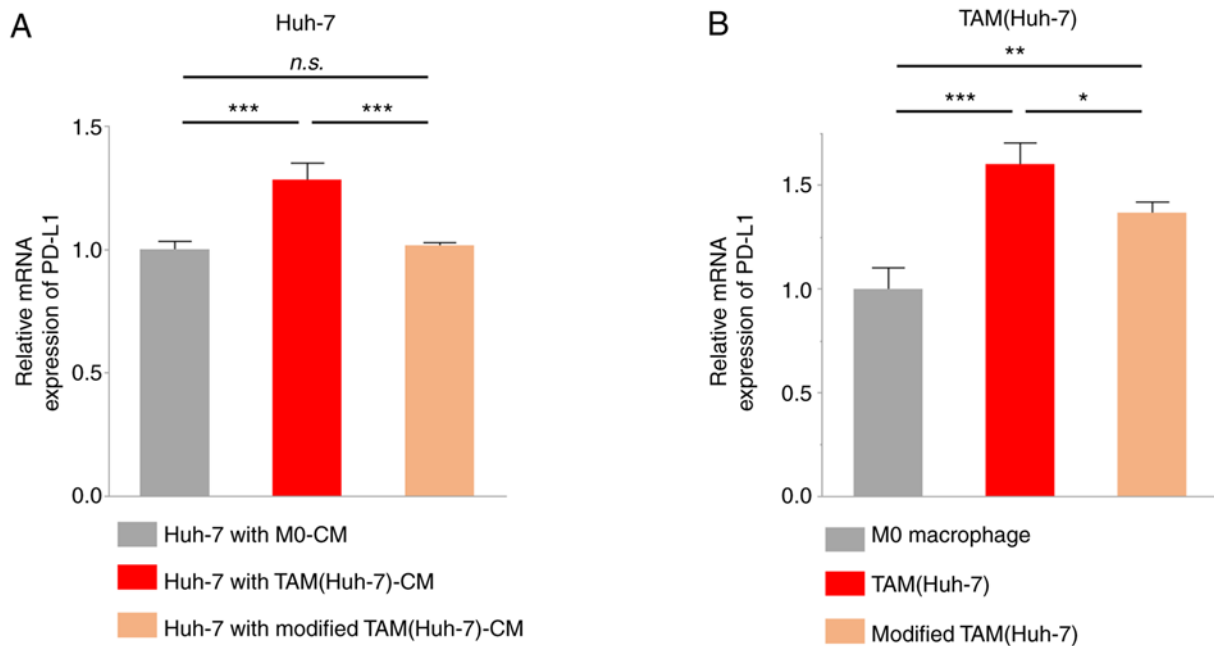 A
Huh-7
n.s.
***
***
1.5
1.0
0.5
0.0
Relative mRNA
expression of PD-L1
Huh-7 with M0-CM
Huh-7 with TAM(Huh-7)-CM
Huh-7 with modified TAM(Huh-7)-CM
B
TAM(Huh-7)
**
***
*
1.5
1.0
0.5
0.0
Relative mRNA
expression of PD-L1
M0 macrophage
TAM(Huh-7)
Modified TAM(Huh-7)